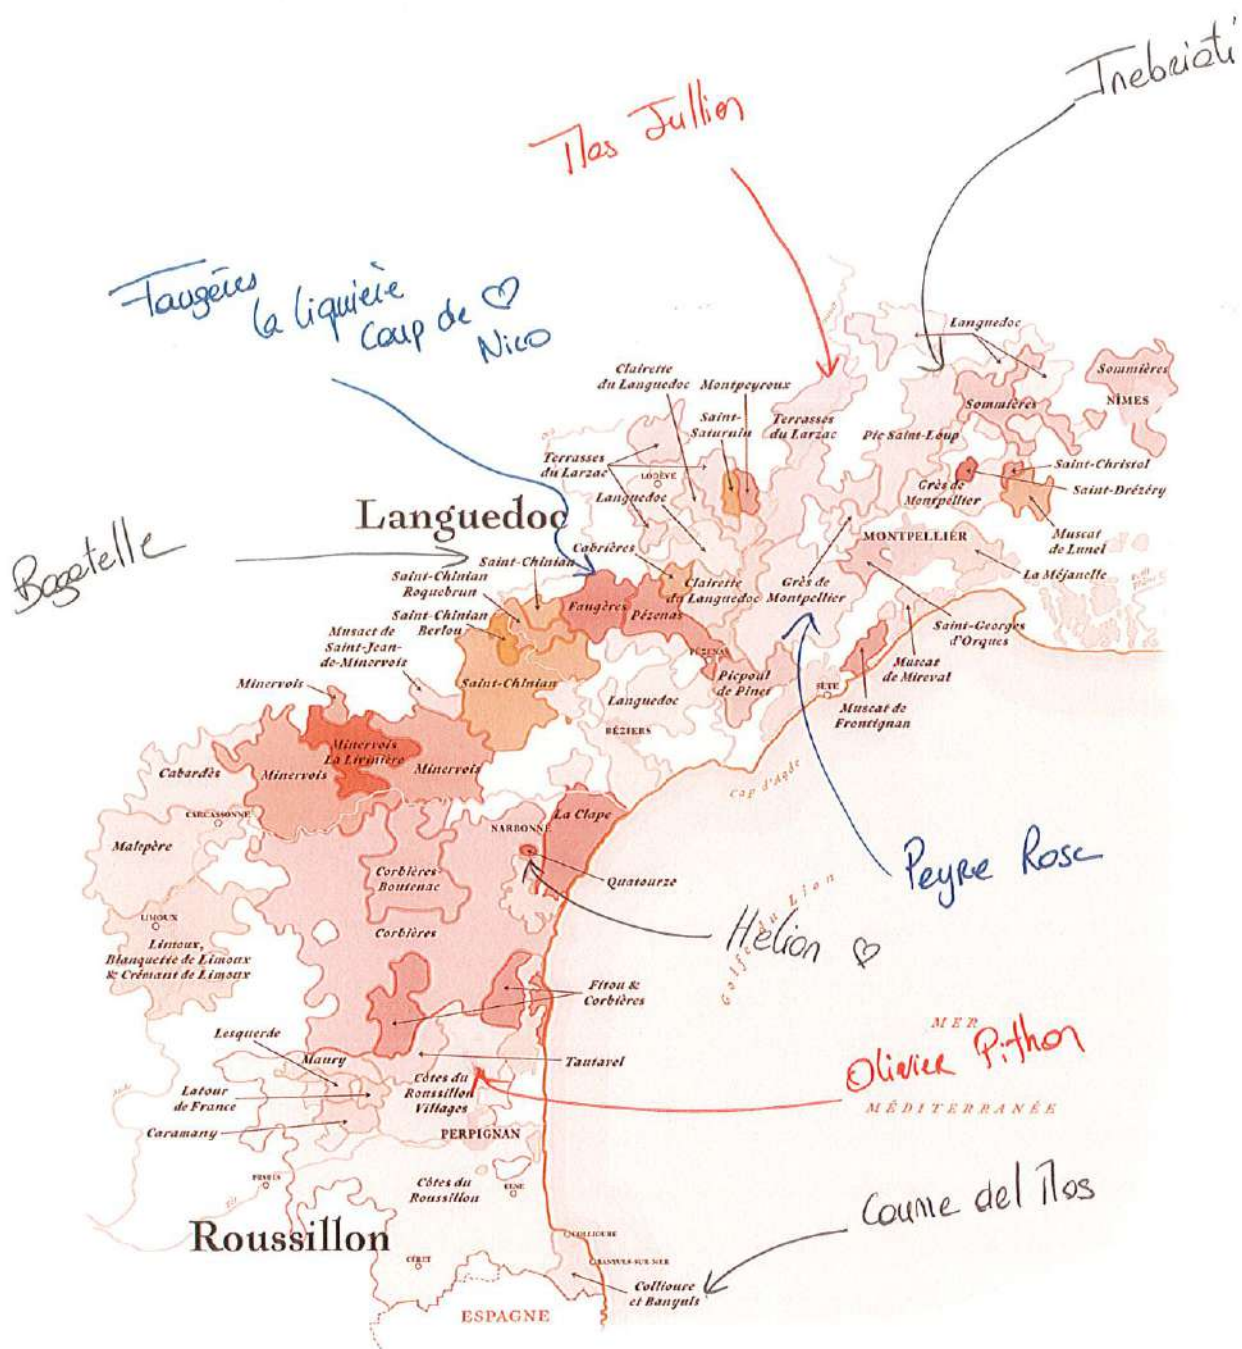 Inebriati
Mas Jullien
Faugères
la liquière
Coup de ♡
Nico
Languedoc
Clairette
du Languedoc
Montpeyroux
Sommières
Saint-
Saturnin
Terrasses
du Larzac
Sommières
NÎMES
Pic Saint-Loup
Terrasses
du Larzac
LODÈVE
Grès de
Montpellier
Saint-Christol
Saint-Drézéry
Languedoc
Languedoc
Bagatelle
MONTPELLIER
Muscat
de Lunel
Cabrières
Saint-Chinian
Saint-Chinian
Roquebrun
La Méjanelle
Clairette
du Languedoc
Grès de
Montpellier
Faugères
Pézenas
Saint-Chinian
Berlou
Musact de
Saint-Jean-
de-Minervois
Saint-Georges
d'Orques
PÉZENAS
Muscat
de Mireval
Picpoul
de Pinet
SÈTE
Minervois
Saint-Chinian
Languedoc
Muscat de
Frontignan
BÉZIERS
Minervois
La Livinière
Cabardès
Minervois
Minervois
Cap d'Agde
CARCASSONNE
La Clape
NARBONNE
Malepère
Corbières-
Boutenac
Quatourze
Peyre Rose
Golfe du Lion
LIMOUX
Corbières
Hélion ♡
Limoux,
Blanquette de Limoux
& Crémant de Limoux
Fitou &
Corbières
MER
Lesquerde
Maury
Tautavel
Olivier Pithon
Côtes du
Roussillon
Villages
Latour
de France
MÉDITERRANÉE
Caramany
PERPIGNAN
PRADES
Côtes du
Roussillon
ELNE
Coume del Mas
Roussillon
COLLIOURE
CÉRET
BANYULS-SUR-MER
Collioure
et Banyuls
ESPAGNE